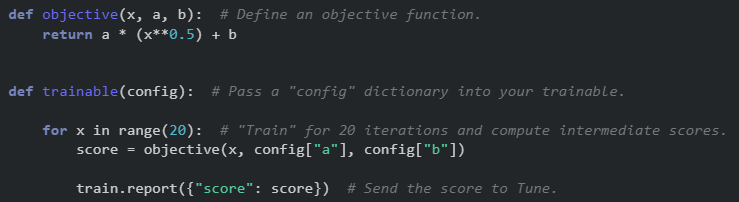 def objective(x, a, b):  # Define an objective function.
    return a * (x**0.5) + b
def trainable(config):  # Pass a "config" dictionary into your trainable.
    for x in range(20):  # "Train" for 20 iterations and compute intermediate scores.
        score = objective(x, config["a"], config["b"])
        train.report({"score": score})  # Send the score to Tune.